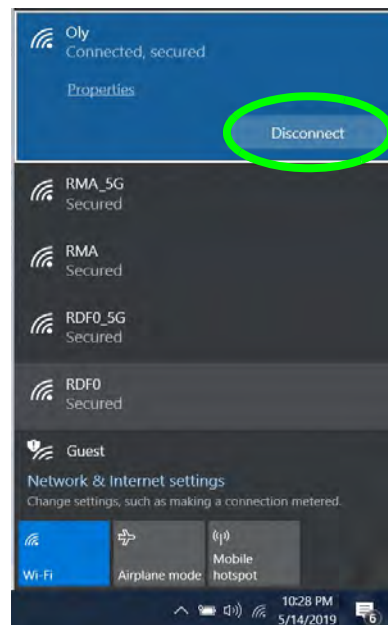 Oly
Connected, secured
Properties
Disconnect
RMA_5G
Secured
RMA
Secured
RDF0_5G
Secured
RDF0
Secured
Guest
Network & Internet settings
Change settings, such as making a connection metered.
Wi-Fi
Airplane mode
Mobile
hotspot
10:28 PM
5/14/2019
6